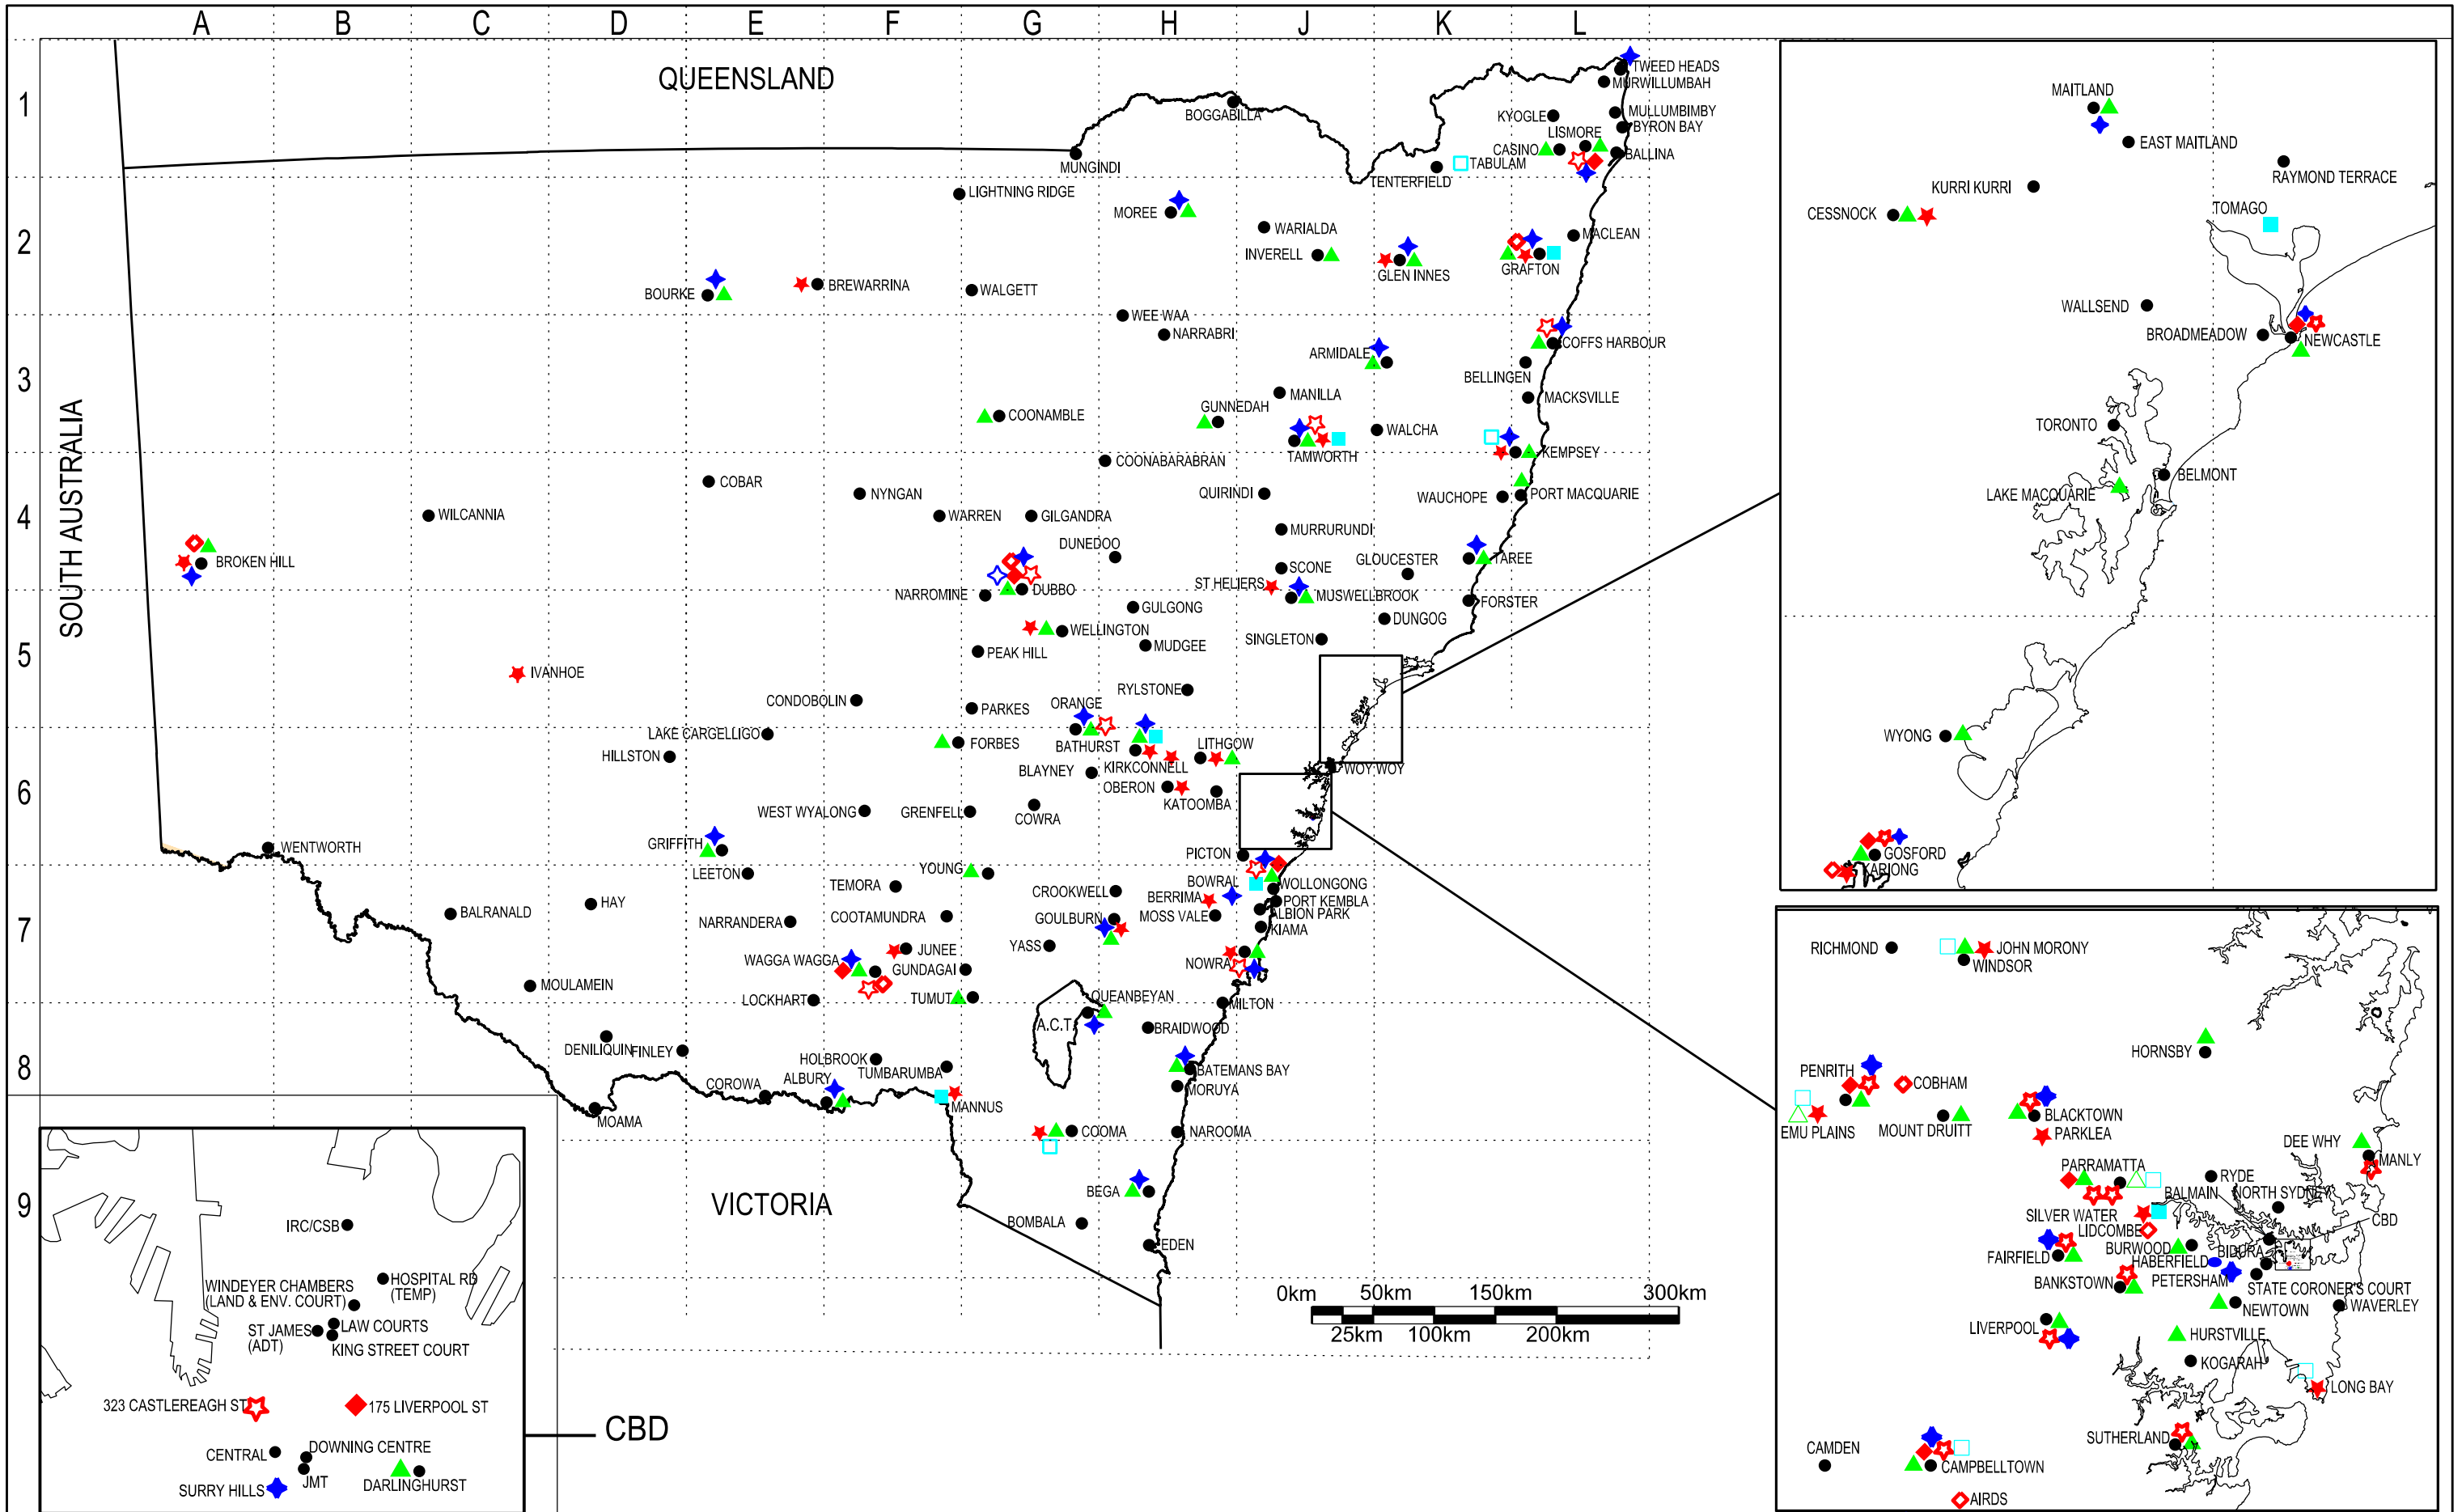 A B C D E F G H J K L
1
2
3
4
5
6
7
8
9
QUEENSLAND
SOUTH AUSTRALIA
VICTORIA
TWEED HEADS
MURWILLUMBAH
BOGGABILLA
KYOGLE
MULLUMBIMBY
BYRON BAY
LISMORE
CASINO
BALLINA
MUNGINDI
TABULAM
TENTERFIELD
LIGHTNING RIDGE
MOREE
WARIALDA
MACLEAN
INVERELL
GLEN INNES
GRAFTON
BOURKE
BREWARRINA
WALGETT
WEE WAA
NARRABRI
ARMIDALE
COFFS HARBOUR
BELLINGEN
MANILLA
MACKSVILLE
GUNNEDAH
COONAMBLE
WALCHA
TAMWORTH
KEMPSEY
COONABARABRAN
COBAR
NYNGAN
QUIRINDI
WAUCHOPE
PORT MACQUARIE
WILCANNIA
WARREN
GILGANDRA
MURRURUNDI
DUNEDOO
GLOUCESTER
TAREE
BROKEN HILL
SCONE
ST HELIERS
NARROMINE
DUBBO
MUSWELLBROOK
FORSTER
GULGONG
DUNGOG
WELLINGTON
SINGLETON
PEAK HILL
MUDGEE
IVANHOE
RYLSTONE
CONDOBOLIN
ORANGE
PARKES
LAKE CARGELLIGO
FORBES
BATHURST
LITHGOW
HILLSTON
KIRKCONNELL
WOY WOY
BLAYNEY
OBERON
KATOOMBA
WEST WYALONG
GRENFELL
COWRA
WENTWORTH
GRIFFITH
PICTON
LEETON
YOUNG
TEMORA
BOWRAL
WOLLONGONG
CROOKWELL
BERRIMA
PORT KEMBLA
BALRANALD
HAY
NARRANDERA
COOTAMUNDRA
GOULBURN
MOSS VALE
ALBION PARK
KIAMA
YASS
JUNEE
WAGGA WAGGA
GUNDAGAI
NOWRA
MOULAMEIN
LOCKHART
TUMUT
QUEANBEYAN
MILTON
A.C.T
BRAIDWOOD
DENILIQUIN
FINLEY
HOLBROOK
TUMBARUMBA
BATEMANS BAY
COROWA
ALBURY
MORUYA
MANNUS
MOAMA
COOMA
NAROOMA
BEGA
BOMBALA
EDEN
0km 50km 150km 300km
25km 100km 200km
MAITLAND
EAST MAITLAND
RAYMOND TERRACE
KURRI KURRI
CESSNOCK
TOMAGO
WALLSEND
BROADMEADOW
NEWCASTLE
TORONTO
BELMONT
LAKE MACQUARIE
WYONG
GOSFORD
KARIONG
RICHMOND
JOHN MORONY
WINDSOR
HORNSBY
PENRITH
COBHAM
EMU PLAINS
MOUNT DRUITT
BLACKTOWN
PARKLEA
DEE WHY
MANLY
PARRAMATTA
RYDE
BALMAIN
NORTH SYDNEY
SILVER WATER
CBD
LIDCOMBE
BURWOOD
BIDURA
FAIRFIELD
HABERFIELD
PETERSHAM
BANKSTOWN
STATE CORONER'S COURT
NEWTOWN
WAVERLEY
LIVERPOOL
HURSTVILLE
KOGARAH
LONG BAY
SUTHERLAND
CAMDEN
CAMPBELLTOWN
AIRDS
IRC/CSB
HOSPITAL RD
(TEMP)
WINDEYER CHAMBERS
(LAND & ENV. COURT)
LAW COURTS
ST JAMES
(ADT)
KING STREET COURT
323 CASTLEREAGH ST
175 LIVERPOOL ST
CENTRAL
DOWNING CENTRE
JMT
DARLINGHURST
SURRY HILLS
CBD